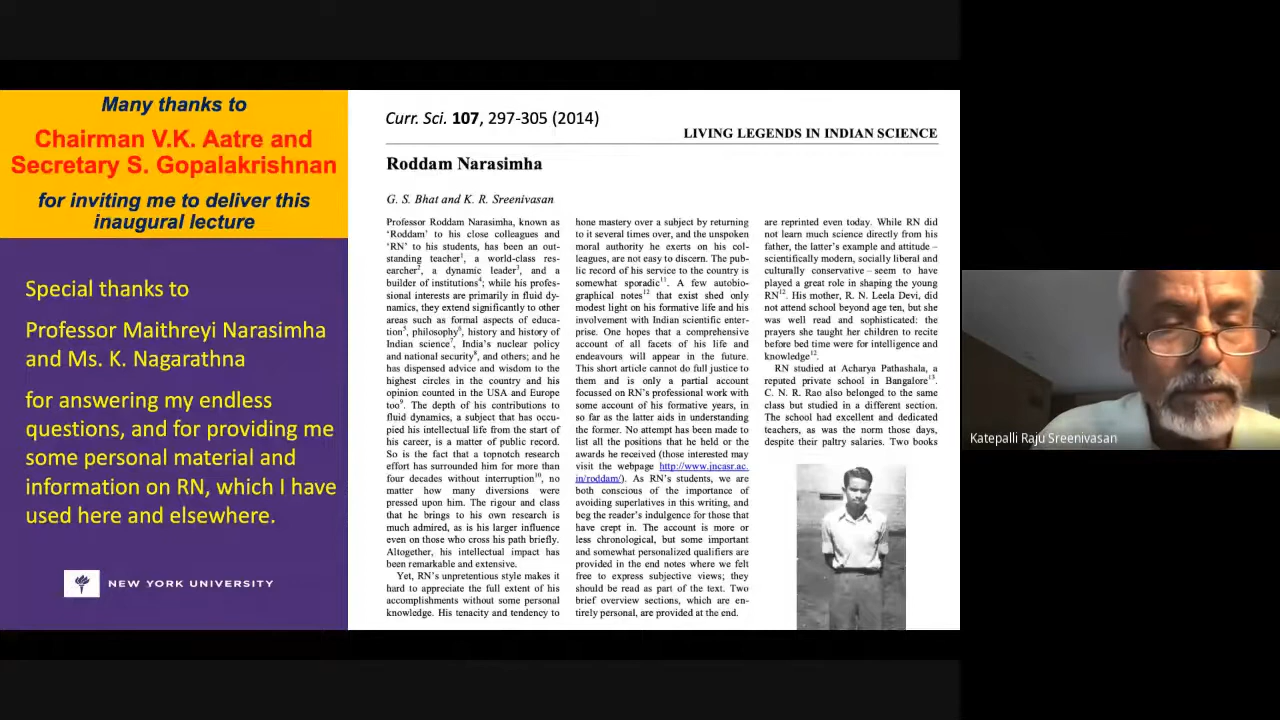 Many thanks to
Chairman V.K. Aatre and
Secretary S. Gopalakrishnan
for inviting me to deliver this
inaugural lecture
Special thanks to
Professor Maithreyi Narasimha
and Ms. K. Nagarathna
for answering my endless
questions, and for providing me
some personal material and
information on RN, which I have
used here and elsewhere.
NEW YORK UNIVERSITY
Curr. Sci. 107, 297-305 (2014)
LIVING LEGENDS IN INDIAN SCIENCE
Roddam Narasimha
G. S. Bhat and K. R. Sreenivasan
Professor Roddam Narasimha, known as
‘Roddam’ to his close colleagues and
‘RN’ to his students, has been an out-
standing teacher1, a world-class res-
earcher2, a dynamic leader3, and a
builder of institutions4; while his profes-
sional interests are primarily in fluid dy-
namics, they extend significantly to other
areas such as formal aspects of educa-
tion5, philosophy6, history and history of
Indian science7, India's nuclear policy
and national security8, and others; and he
has dispensed advice and wisdom to the
highest circles in the country and his
opinion counted in the USA and Europe
too9. The depth of his contributions to
fluid dynamics, a subject that has occu-
pied his intellectual life from the start of
his career, is a matter of public record.
So is the fact that a topnotch research
effort has surrounded him for more than
four decades without interruption10, no
matter how many diversions were
pressed upon him. The rigour and class
that he brings to his own research is
much admired, as is his larger influence
even on those who cross his path briefly.
Altogether, his intellectual impact has
been remarkable and extensive.
Yet, RN's unpretentious style makes it
hard to appreciate the full extent of his
accomplishments without some personal
knowledge. His tenacity and tendency to
hone mastery over a subject by returning
to it several times over, and the unspoken
moral authority he exerts on his col-
leagues, are not easy to discern. The pub-
lic record of his service to the country is
somewhat sporadic11. A few autobio-
graphical notes12 that exist shed only
modest light on his formative life and his
involvement with Indian scientific enter-
prise. One hopes that a comprehensive
account of all facets of his life and
endeavours will appear in the future.
This short article cannot do full justice to
them and is only a partial account
focussed on RN's professional work with
some account of his formative years, in
so far as the latter aids in understanding
the former. No attempt has been made to
list all the positions that he held or the
awards he received (those interested may
visit the webpage http://www.jncasr.ac.
in/roddam/). As RN's students, we are
both conscious of the importance of
avoiding superlatives in this writing, and
beg the reader's indulgence for those that
have crept in. The account is more or
less chronological, but some important
and somewhat personalized qualifiers are
provided in the end notes where we felt
free to express subjective views; they
should be read as part of the text. Two
brief overview sections, which are en-
tirely personal, are provided at the end.
are reprinted even today. While RN did
not learn much science directly from his
father, the latter's example and attitude –
scientifically modern, socially liberal and
culturally conservative – seem to have
played a great role in shaping the young
RN12. His mother, R. N. Leela Devi, did
not attend school beyond age ten, but she
was well read and sophisticated: the
prayers she taught her children to recite
before bed time were for intelligence and
knowledge12.
RN studied at Acharya Pathashala, a
reputed private school in Bangalore13.
C. N. R. Rao also belonged to the same
class but studied in a different section.
The school had excellent and dedicated
teachers, as was the norm those days,
despite their paltry salaries. Two books
Katepalli Raju Sreenivasan